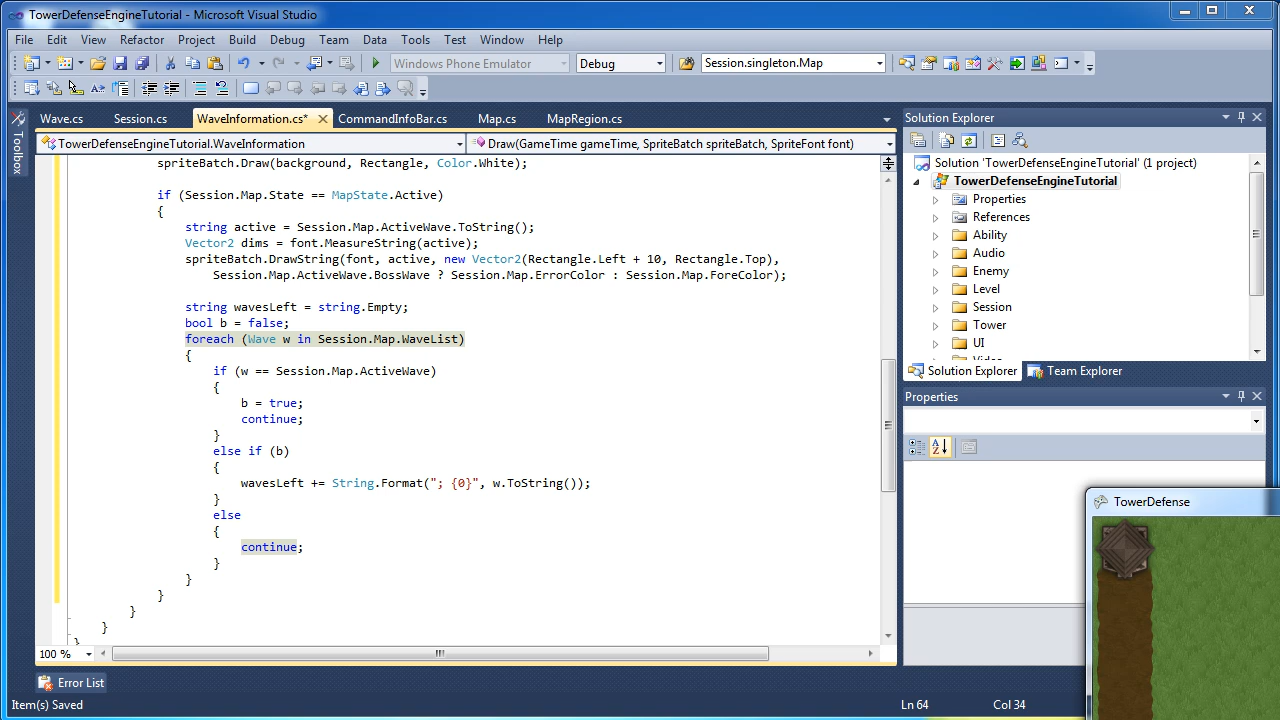 TowerDefenseEngineTutorial - Microsoft Visual Studio
File Edit View Refactor Project Build Debug Team Data Tools Test Window Help
Windows Phone Emulator Debug Session.singleton.Map
Wave.cs Session.cs WaveInformation.cs* CommandInfoBar.cs Map.cs MapRegion.cs
TowerDefenseEngineTutorial.WaveInformation Draw(GameTime gameTime, SpriteBatch spriteBatch, SpriteFont font)
Toolbox
spriteBatch.Draw(background, Rectangle, Color.White);
if (Session.Map.State == MapState.Active)
{
string active = Session.Map.ActiveWave.ToString();
Vector2 dims = font.MeasureString(active);
spriteBatch.DrawString(font, active, new Vector2(Rectangle.Left + 10, Rectangle.Top),
Session.Map.ActiveWave.BossWave ? Session.Map.ErrorColor : Session.Map.ForeColor);
string wavesLeft = string.Empty;
bool b = false;
foreach (Wave w in Session.Map.WaveList)
{
if (w == Session.Map.ActiveWave)
{
b = true;
continue;
}
else if (b)
{
wavesLeft += String.Format("; {0}", w.ToString());
}
else
{
continue;
}
}
}
}
}
}
100 %
Error List
Item(s) Saved Ln 64 Col 34
Solution Explorer
Solution 'TowerDefenseEngineTutorial' (1 project)
TowerDefenseEngineTutorial
Properties
References
Ability
Audio
Enemy
Level
Session
Tower
UI
Video
Solution Explorer Team Explorer
Properties
TowerDefense